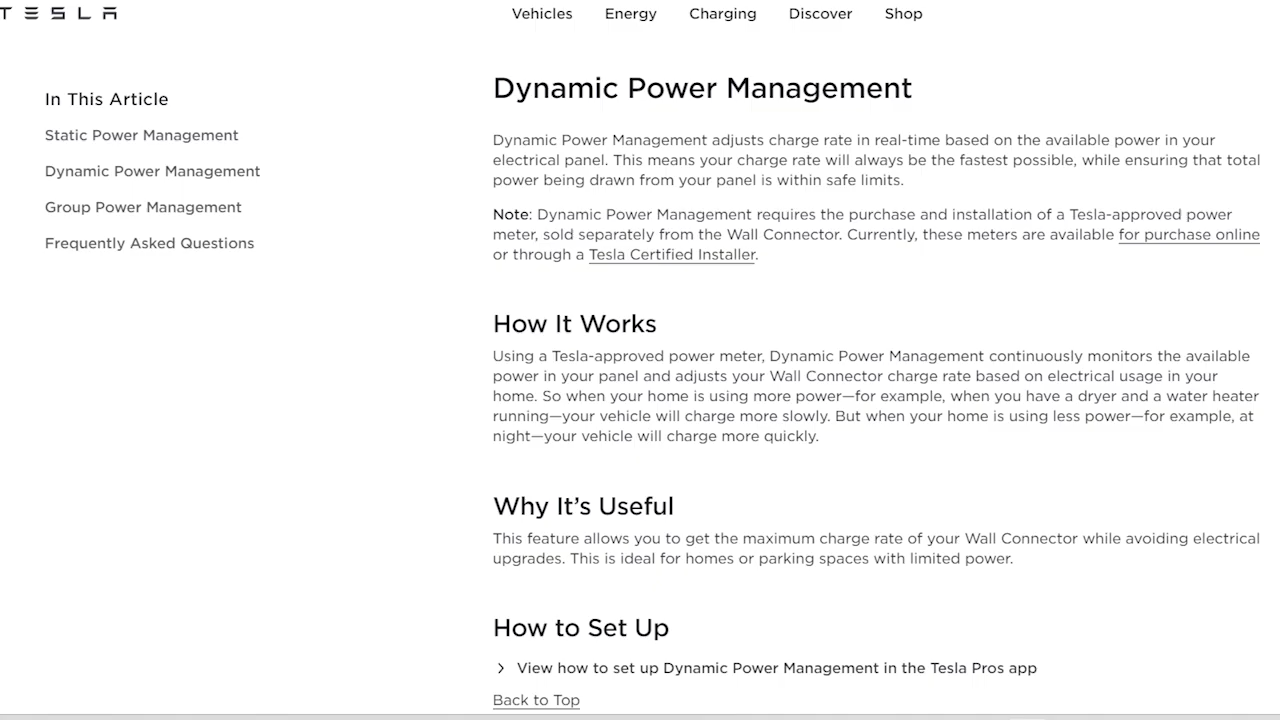 TESLA
Vehicles Energy Charging Discover Shop
In This Article
Static Power Management
Dynamic Power Management
Group Power Management
Frequently Asked Questions
Dynamic Power Management
Dynamic Power Management adjusts charge rate in real-time based on the available power in your
electrical panel. This means your charge rate will always be the fastest possible, while ensuring that total
power being drawn from your panel is within safe limits.
Note: Dynamic Power Management requires the purchase and installation of a Tesla-approved power
meter, sold separately from the Wall Connector. Currently, these meters are available for purchase online
or through a Tesla Certified Installer.
How It Works
Using a Tesla-approved power meter, Dynamic Power Management continuously monitors the available
power in your panel and adjusts your Wall Connector charge rate based on electrical usage in your
home. So when your home is using more power—for example, when you have a dryer and a water heater
running—your vehicle will charge more slowly. But when your home is using less power—for example, at
night—your vehicle will charge more quickly.
Why It’s Useful
This feature allows you to get the maximum charge rate of your Wall Connector while avoiding electrical
upgrades. This is ideal for homes or parking spaces with limited power.
How to Set Up
View how to set up Dynamic Power Management in the Tesla Pros app
Back to Top